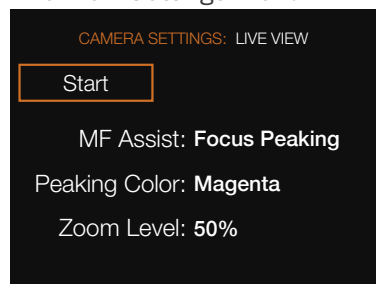 CAMERA SETTINGS: LIVE VIEW
Start
MF Assist: Focus Peaking
Peaking Color: Magenta
Zoom Level: 50%